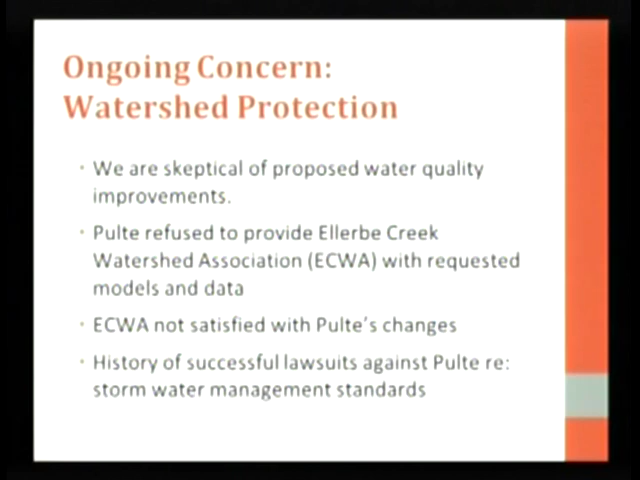 Ongoing Concern:
Watershed Protection
• We are skeptical of proposed water quality
improvements.
• Pulte refused to provide Ellerbe Creek
Watershed Association (ECWA) with requested
models and data
• ECWA not satisfied with Pulte's changes
• History of successful lawsuits against Pulte re:
storm water management standards